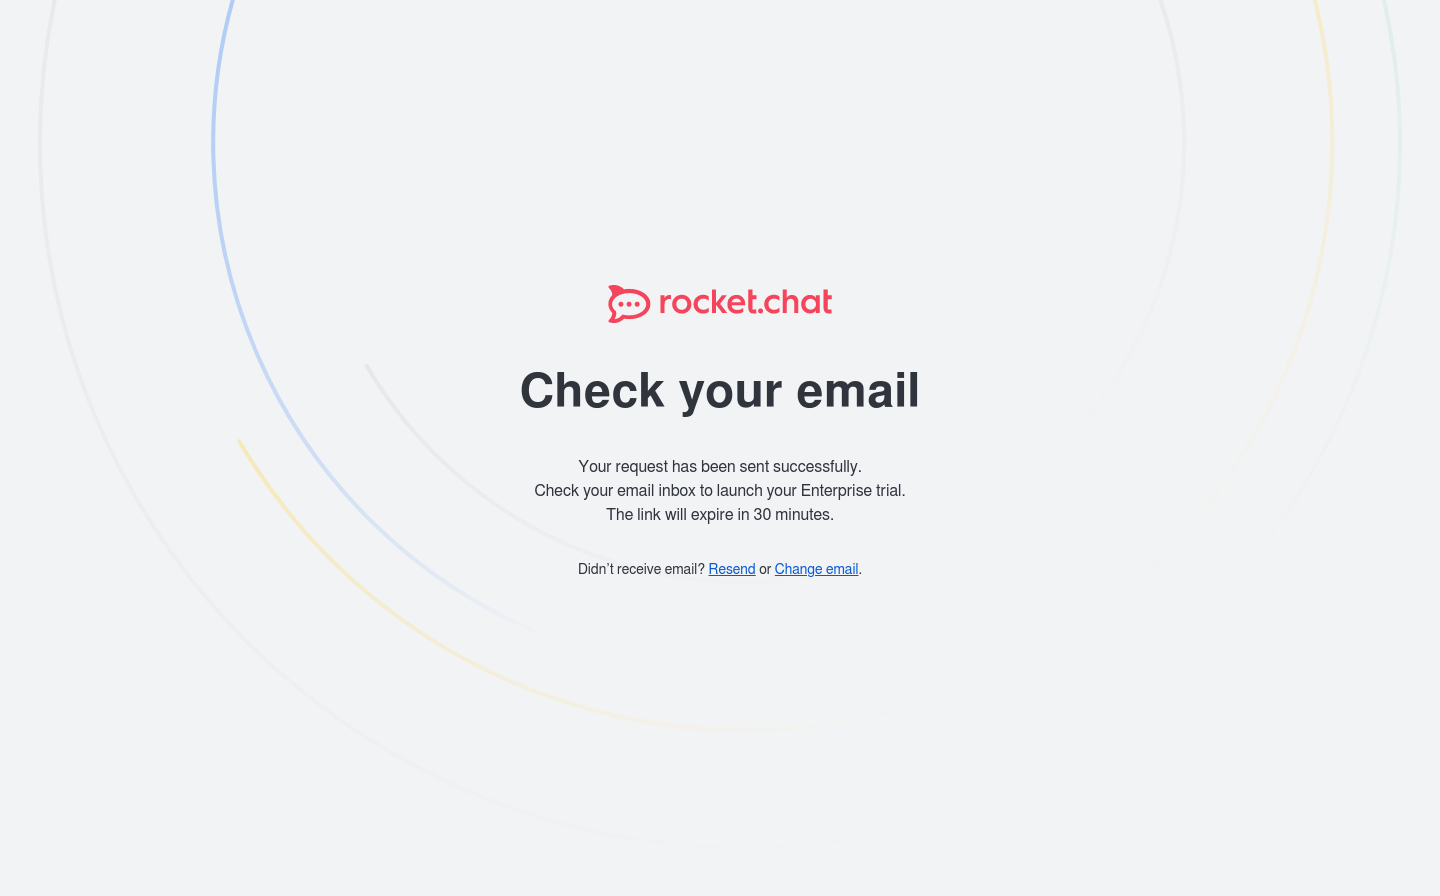 rocket.chat
Check your email
Your request has been sent successfully.
Check your email inbox to launch your Enterprise trial.
The link will expire in 30 minutes.
Didn’t receive email? Resend or Change email.